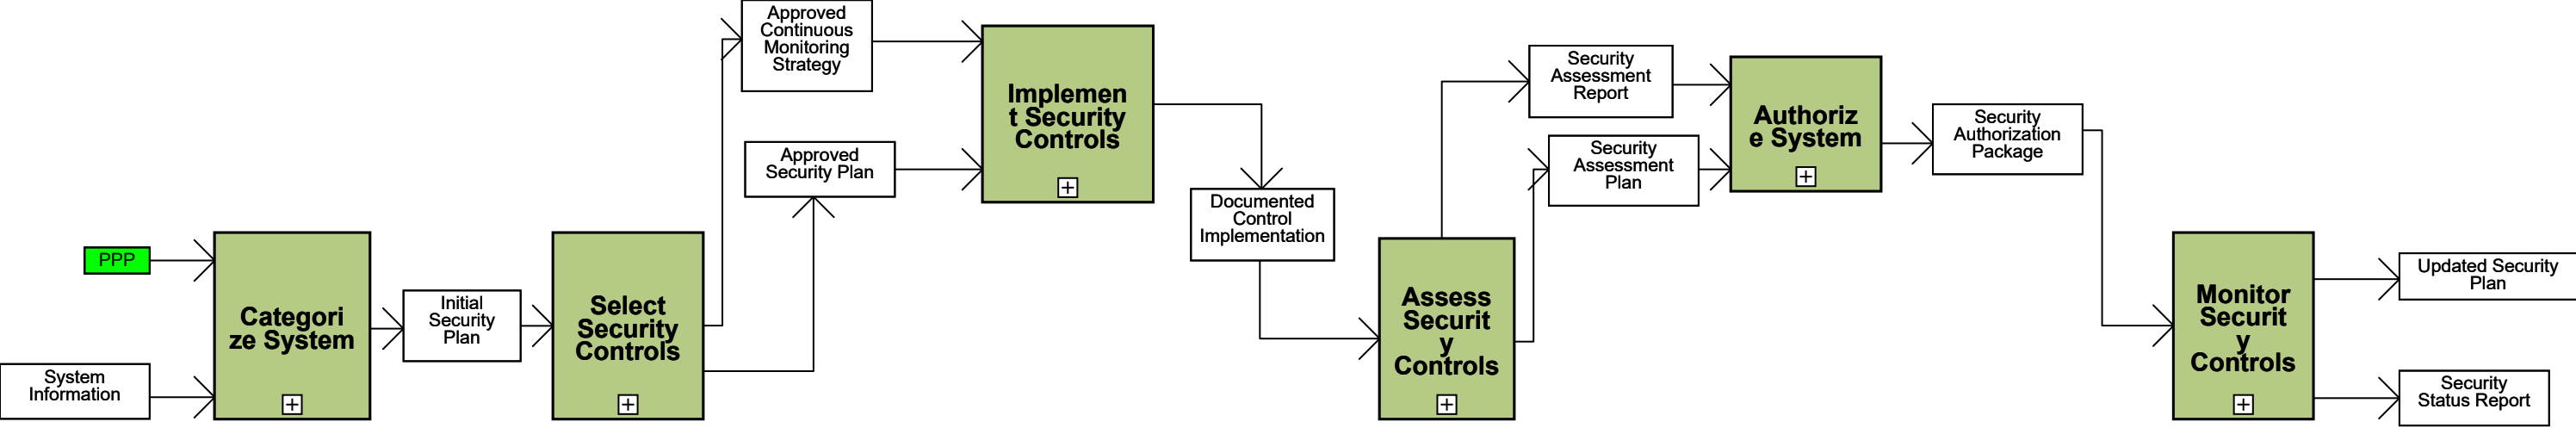 PPP
System
Information
Categori
ze System
Initial
Security
Plan
Select
Security
Controls
Approved
Continuous
Monitoring
Strategy
Approved
Security Plan
Implemen
t Security
Controls
Documented
Control
Implementation
Assess
Securit
y
Controls
Security
Assessment
Report
Security
Assessment
Plan
Authoriz
e System
Security
Authorization
Package
Monitor
Securit
y
Controls
Updated Security
Plan
Security
Status Report